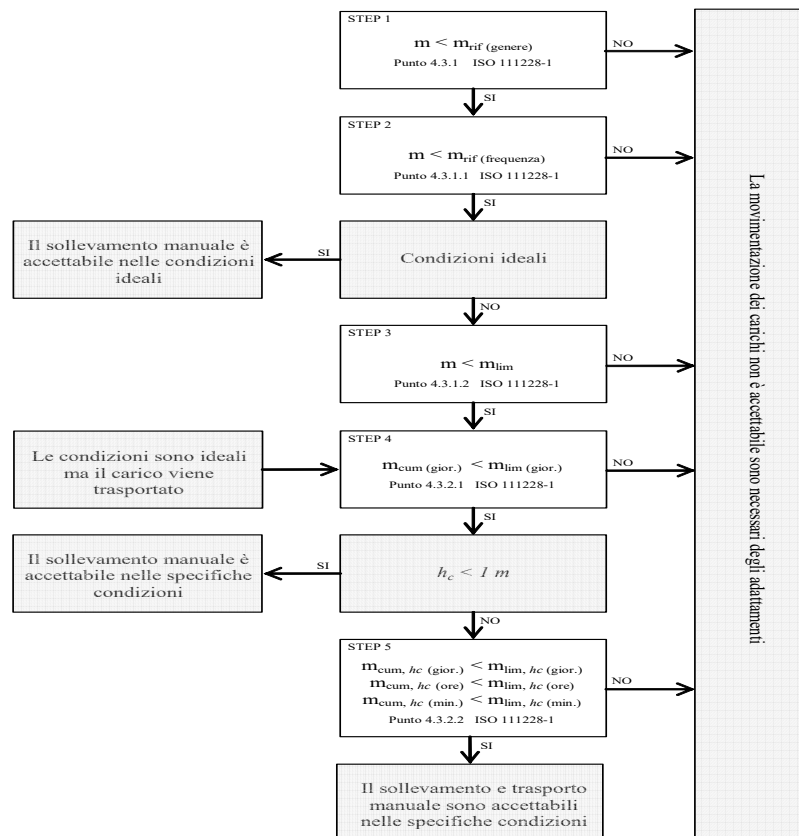 STEP 1
m < m_rif (genere)
Punto 4.3.1 ISO 111228-1
NO
SI
STEP 2
m < m_rif (frequenza)
Punto 4.3.1.1 ISO 111228-1
NO
SI
Il sollevamento manuale è
accettabile nelle condizioni
ideali
SI
Condizioni ideali
NO
STEP 3
m < m_lim
Punto 4.3.1.2 ISO 111228-1
NO
SI
Le condizioni sono ideali
ma il carico viene
trasportato
STEP 4
m_cum (gior.) < m_lim (gior.)
Punto 4.3.2.1 ISO 111228-1
NO
SI
Il sollevamento manuale è
accettabile nelle specifiche
condizioni
SI
h_c < 1 m
NO
STEP 5
m_cum, hc (gior.) < m_lim, hc (gior.)
m_cum, hc (ore) < m_lim, hc (ore)
m_cum, hc (min.) < m_lim, hc (min.)
Punto 4.3.2.2 ISO 111228-1
NO
SI
Il sollevamento e trasporto
manuale sono accettabili
nelle specifiche condizioni
La movimentazione dei carichi non è accettabile sono necessari degli adattamenti